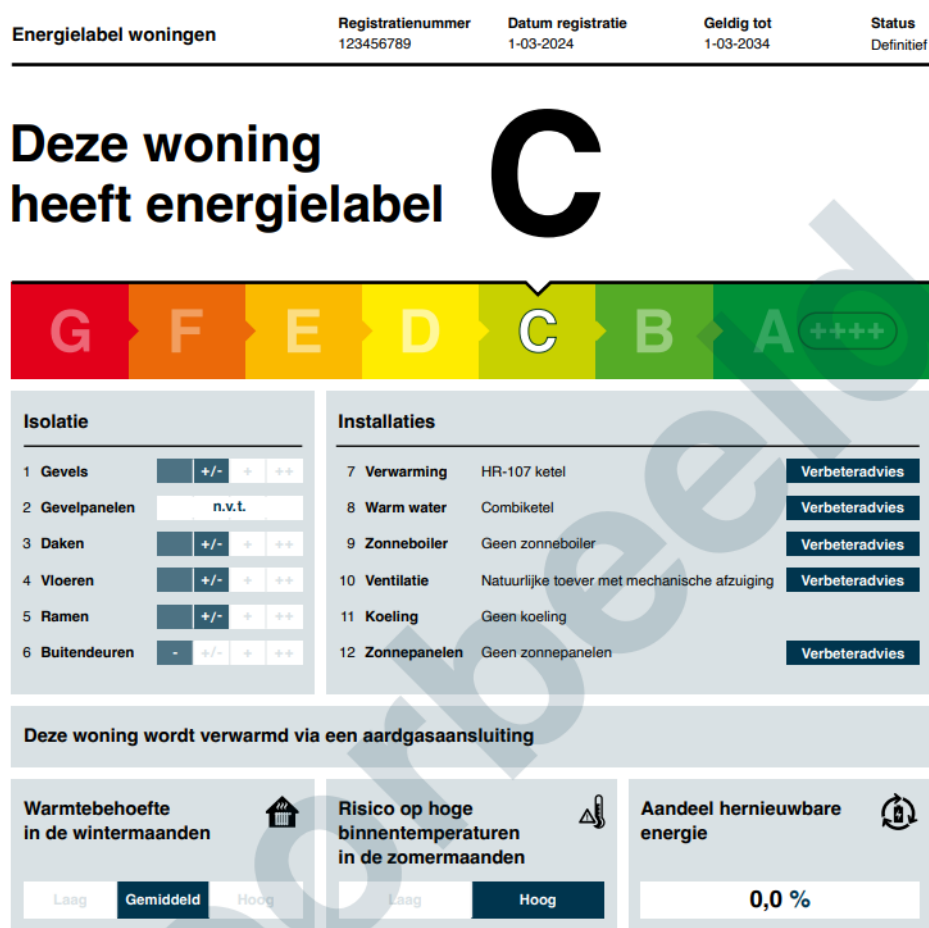 Energielabel woningen
Registratienummer
123456789
Datum registratie
1-03-2024
Geldig tot
1-03-2034
Status
Definitief
Deze woning
heeft energielabel
C
G F E D C B A ++++
Isolatie
1 Gevels +/- + ++
2 Gevelpanelen n.v.t.
3 Daken +/- + ++
4 Vloeren +/- + ++
5 Ramen +/- + ++
6 Buitendeuren - +/- + ++
Installaties
7 Verwarming HR-107 ketel Verbeteradvies
8 Warm water Combiketel Verbeteradvies
9 Zonneboiler Geen zonneboiler Verbeteradvies
10 Ventilatie Natuurlijke toever met mechanische afzuiging Verbeteradvies
11 Koeling Geen koeling
12 Zonnepanelen Geen zonnepanelen Verbeteradvies
Deze woning wordt verwarmd via een aardgasaansluiting
Warmtebehoefte
in de wintermaanden
Laag Gemiddeld Hoog
Risico op hoge
binnentemperaturen
in de zomermaanden
Laag Hoog
Aandeel hernieuwbare
energie
0,0 %
oorbeeld